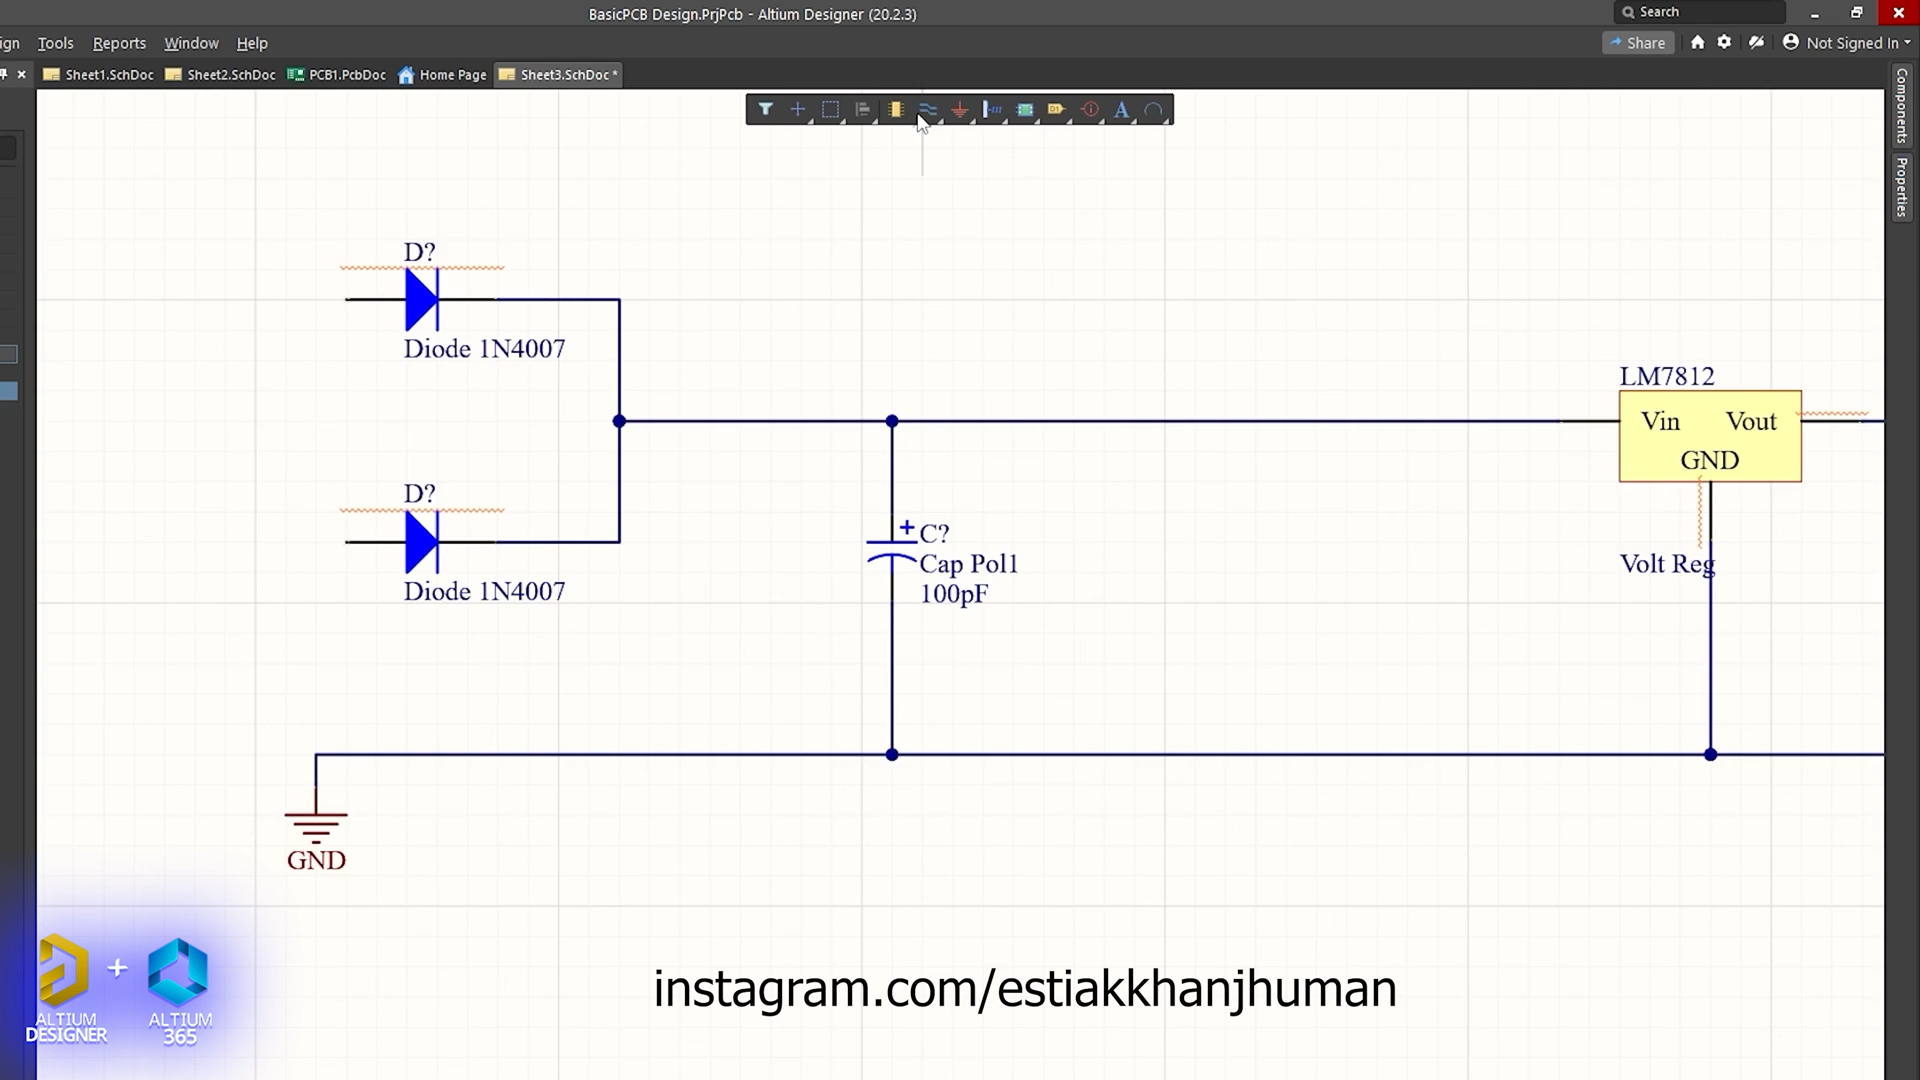 BasicPCB Design.PrjPcb - Altium Designer (20.2.3)
Search
ign Tools Reports Window Help
Share
Not Signed In
Sheet1.SchDoc Sheet2.SchDoc PCB1.PcbDoc Home Page Sheet3.SchDoc *
Components
Properties
D1
A
D?
Diode 1N4007
LM7812
Vin Vout
GND
D?
Diode 1N4007
+
C?
Cap Pol1
100pF
Volt Reg
GND
+
ALTIUM
DESIGNER
ALTIUM
365
instagram.com/estiakkhanjhuman